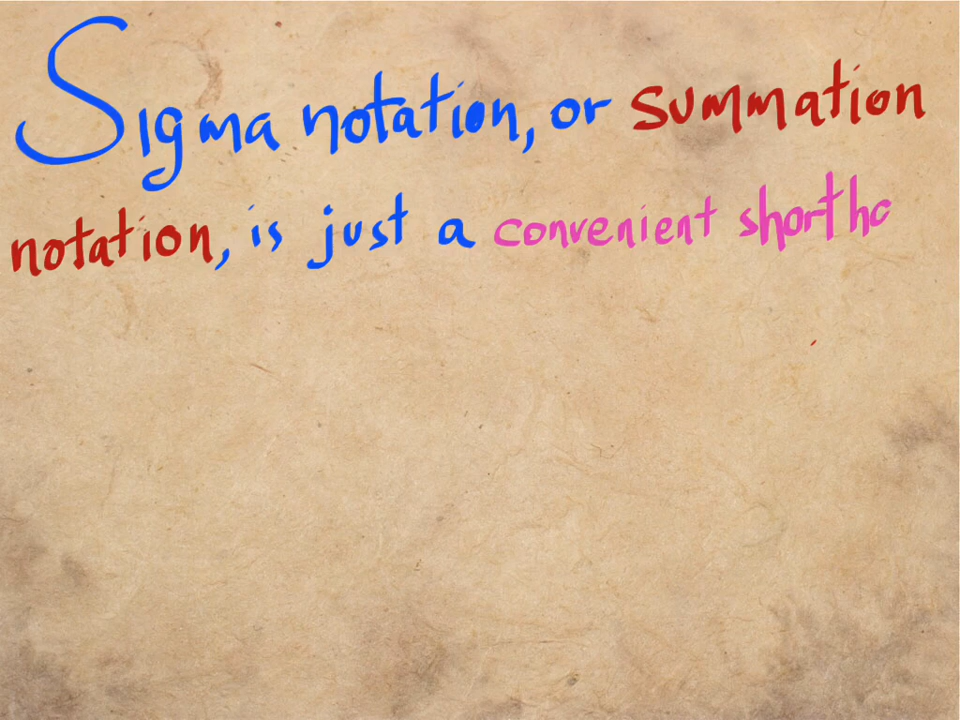 Sigma notation, or summation
notation, is just a convenient shortha